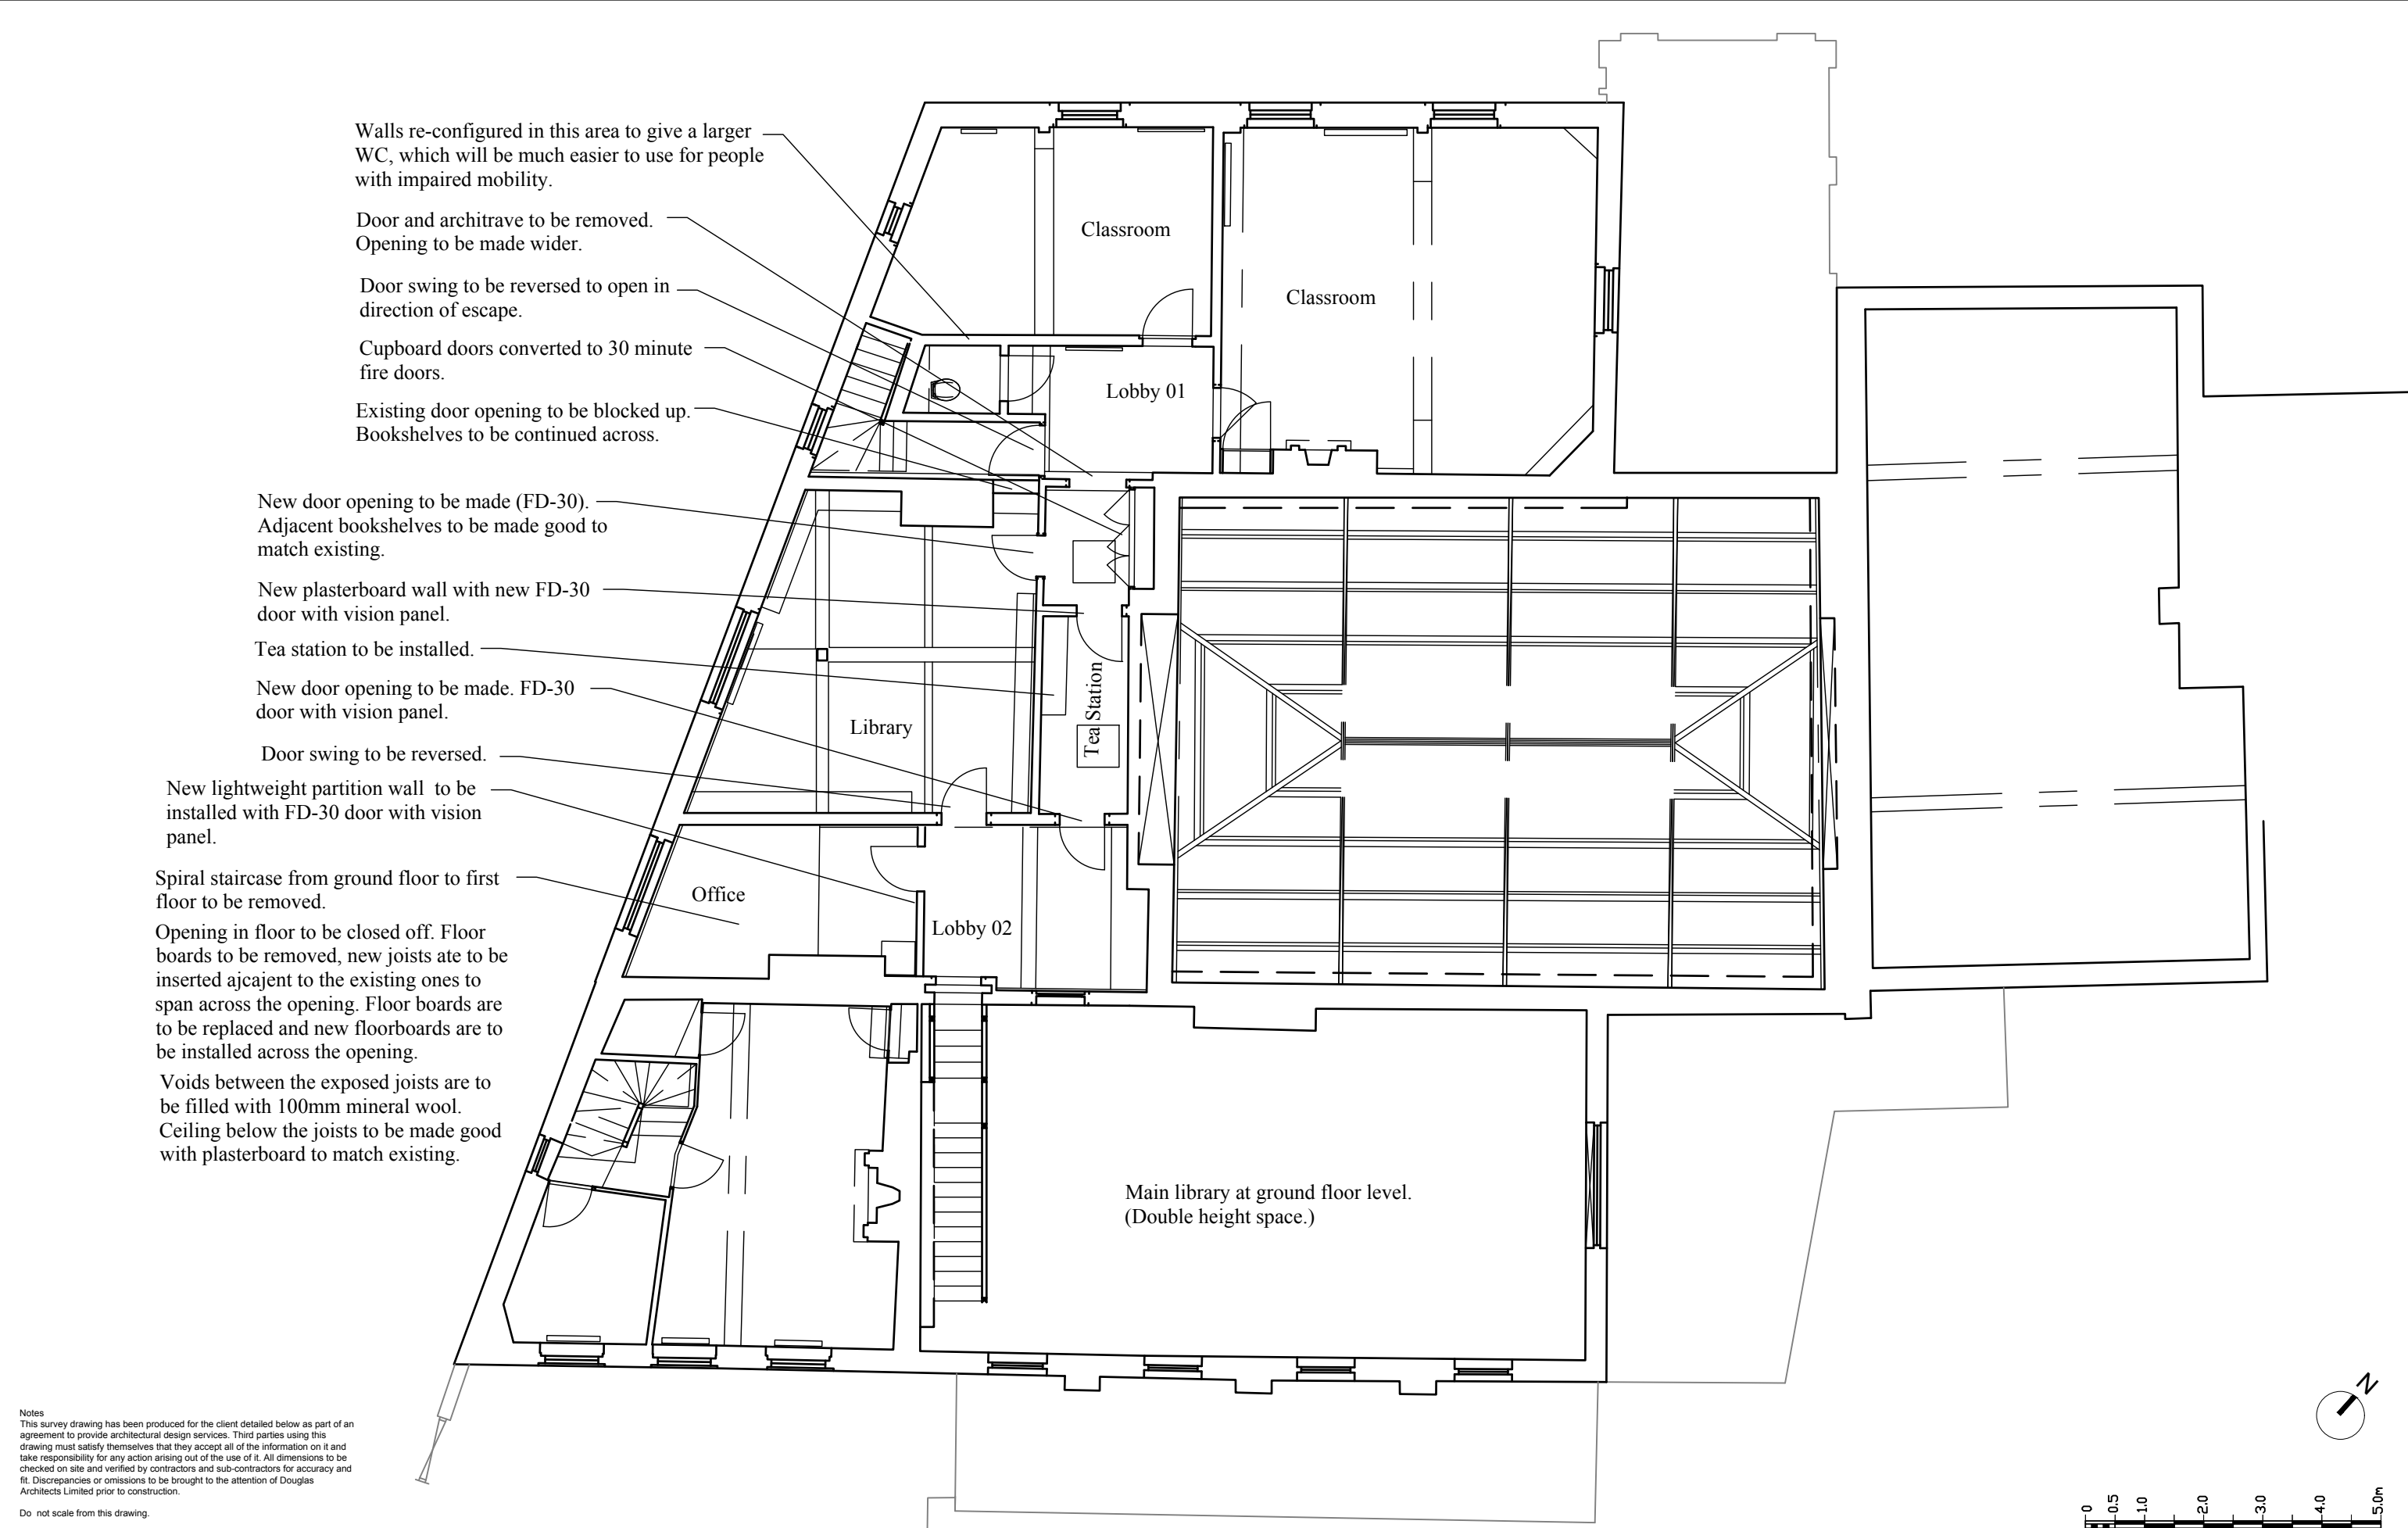 Walls re-configured in this area to give a larger
WC, which will be much easier to use for people
with impaired mobility.
Door and architrave to be removed.
Opening to be made wider.
Door swing to be reversed to open in
direction of escape.
Cupboard doors converted to 30 minute
fire doors.
Existing door opening to be blocked up.
Bookshelves to be continued across.
New door opening to be made (FD-30).
Adjacent bookshelves to be made good to
match existing.
New plasterboard wall with new FD-30
door with vision panel.
Tea station to be installed.
New door opening to be made. FD-30
door with vision panel.
Door swing to be reversed.
New lightweight partition wall to be
installed with FD-30 door with vision
panel.
Spiral staircase from ground floor to first
floor to be removed.
Opening in floor to be closed off. Floor
boards to be removed, new joists ate to be
inserted ajcajent to the existing ones to
span across the opening. Floor boards are
to be replaced and new floorboards are to
be installed across the opening.
Voids between the exposed joists are to
be filled with 100mm mineral wool.
Ceiling below the joists to be made good
with plasterboard to match existing.
Classroom
Classroom
Lobby 01
Library
Tea Station
Office
Lobby 02
Main library at ground floor level.
(Double height space.)
Notes
This survey drawing has been produced for the client detailed below as part of an
agreement to provide architectural design services. Third parties using this
drawing must satisfy themselves that they accept all of the information on it and
take responsibility for any action arising out of the use of it. All dimensions to be
checked on site and verified by contractors and sub-contractors for accuracy and
fit. Discrepancies or omissions to be brought to the attention of Douglas
Architects Limited prior to construction.
Do not scale from this drawing.
N
0 0.5 1.0 2.0 3.0 4.0 5.0m